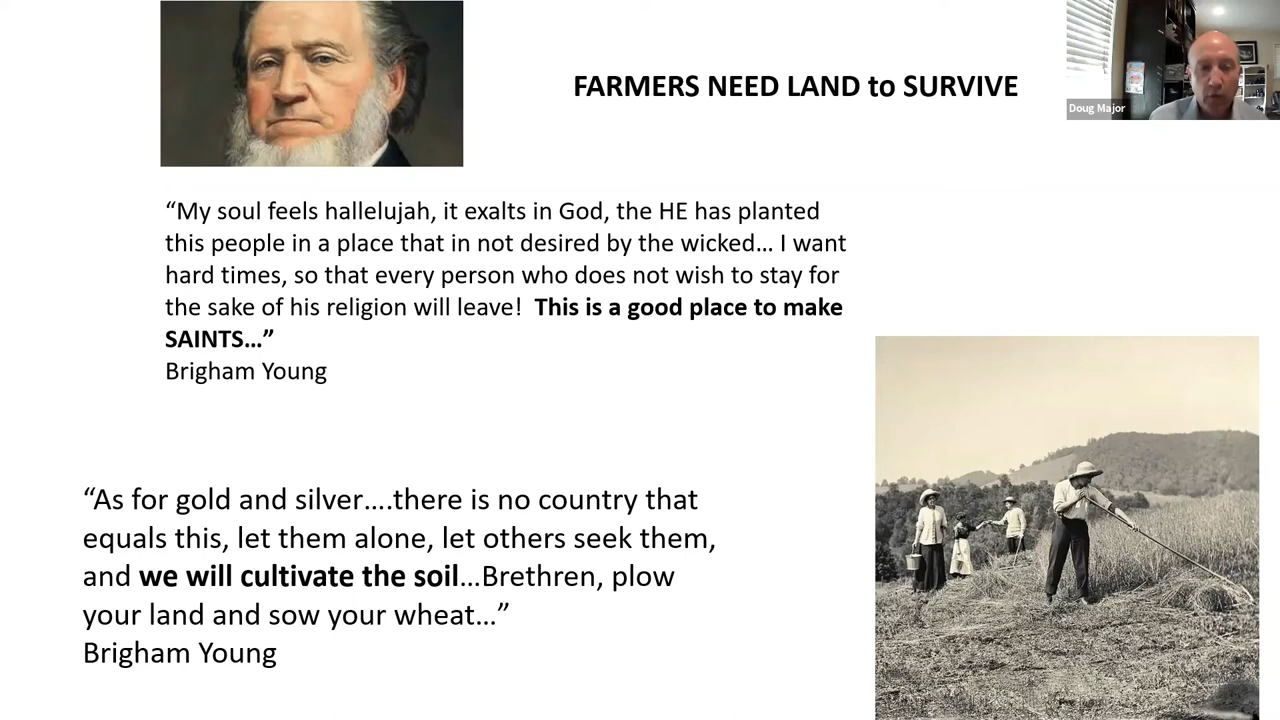 FARMERS NEED LAND to SURVIVE
Doug Major
“My soul feels hallelujah, it exalts in God, the HE has planted
this people in a place that in not desired by the wicked... I want
hard times, so that every person who does not wish to stay for
the sake of his religion will leave!  This is a good place to make
SAINTS...”
Brigham Young
“As for gold and silver....there is no country that
equals this, let them alone, let others seek them,
and we will cultivate the soil...Brethren, plow
your land and sow your wheat...”
Brigham Young